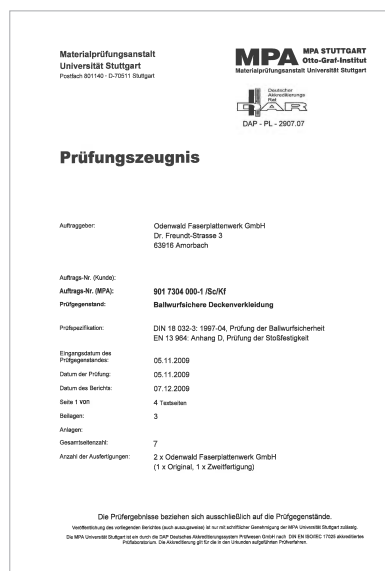 Materialprüfungsanstalt
Universität Stuttgart
Postfach 801140 · D-70511 Stuttgart
MPA MPA STUTTGART
Otto-Graf-Institut
Materialprüfungsanstalt Universität Stuttgart
Deutscher
Akkreditierungs
Rat
DAR
DAP - PL - 2907.07
Prüfungszeugnis
Auftraggeber: Odenwald Faserplattenwerk GmbH
Dr. Freundt-Strasse 3
63916 Amorbach
Auftrags-Nr. (Kunde):
Auftrags-Nr. (MPA): 901 7304 000-1 /Sc/Kf
Prüfgegenstand: Ballwurfsichere Deckenverkleidung
Prüfspezifikation: DIN 18 032-3: 1997-04, Prüfung der Ballwurfsicherheit
EN 13 964: Anhang D, Prüfung der Stoßfestigkeit
Eingangsdatum des
Prüfgegenstandes: 05.11.2009
Datum der Prüfung: 05.11.2009
Datum des Berichts: 07.12.2009
Seite 1 von 4 Textseiten
Beilagen: 3
Anlagen:
Gesamtseitenzahl: 7
Anzahl der Ausfertigungen: 2 x Odenwald Faserplattenwerk GmbH
(1 x Original, 1 x Zweitfertigung)
Die Prüfergebnisse beziehen sich ausschließlich auf die Prüfgegenstände.
Veröffentlichung des vorliegenden Berichtes (auch auszugsweise) ist nur mit schriftlicher Genehmigung der MPA Universität Stuttgart zulässig.
Die MPA Universität Stuttgart ist ein durch die DAP Deutsches Akkreditierungssystem Prüfwesen GmbH nach DIN EN ISO/IEC 17025 akkreditiertes
Prüflaboratorium. Die Akkreditierung gilt für die in den Urkunden aufgeführten Prüfverfahren.